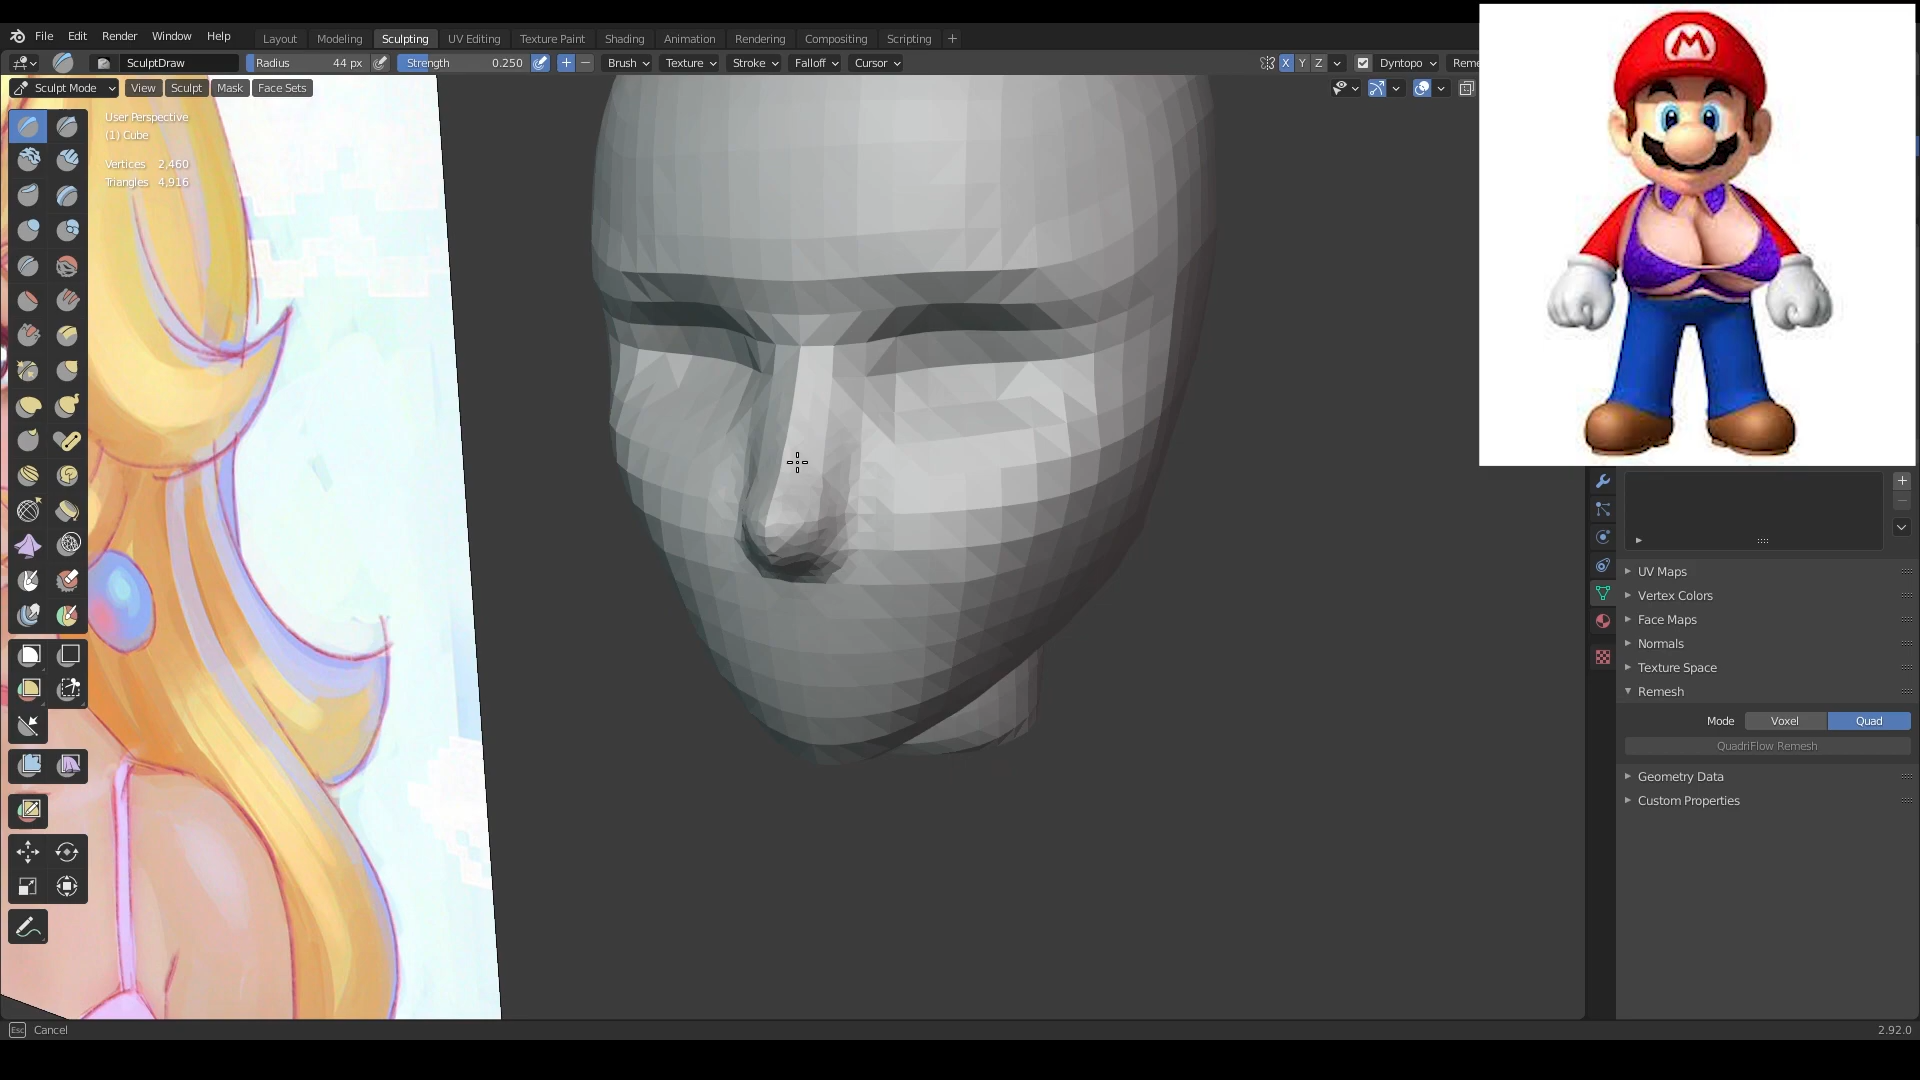 File Edit Render Window Help
Layout Modeling Sculpting UV Editing Texture Paint Shading Animation Rendering Compositing Scripting
SculptDraw Radius 44 px Strength 0.250 Brush Texture Stroke Falloff Cursor X Y Z Dyntopo Reme
Sculpt Mode View Sculpt Mask Face Sets
User Perspective
(1) Cube
Vertices 2,460
Triangles 4,916
M
UV Maps
Vertex Colors
Face Maps
Normals
Texture Space
Remesh
Mode Voxel Quad
QuadriFlow Remesh
Geometry Data
Custom Properties
Esc Cancel
2.92.0